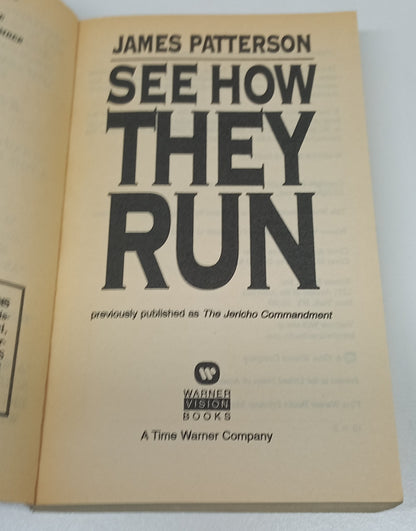 JAMES PATTERSON
SEE HOW
THEY
RUN
previously published as The Jericho Commandment
W
WARNER
VISION
BOOKS
A Time Warner Company